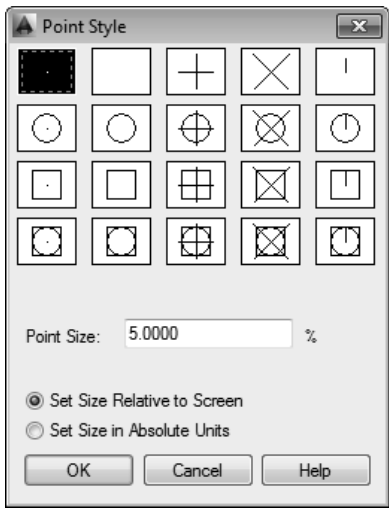 Point Style
Point Size: 5.0000 %
Set Size Relative to Screen
Set Size in Absolute Units
OK Cancel Help